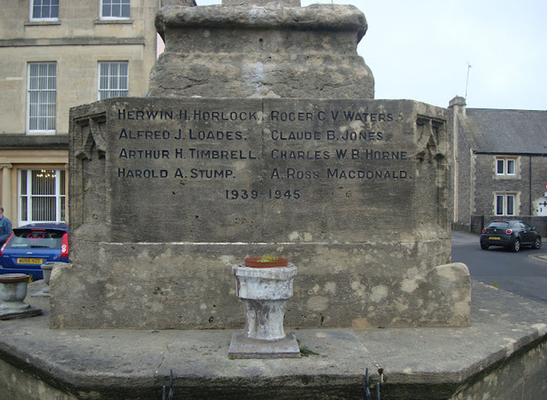 HERWIN H. HORLOCK. ROGER C. V. WATERS.
ALFRED J. LOADES. CLAUDE B. JONES.
ARTHUR H. TIMBRELL. CHARLES W. B. HORNE.
HAROLD A. STUMP. A. ROSS MACDONALD.
1939-1945